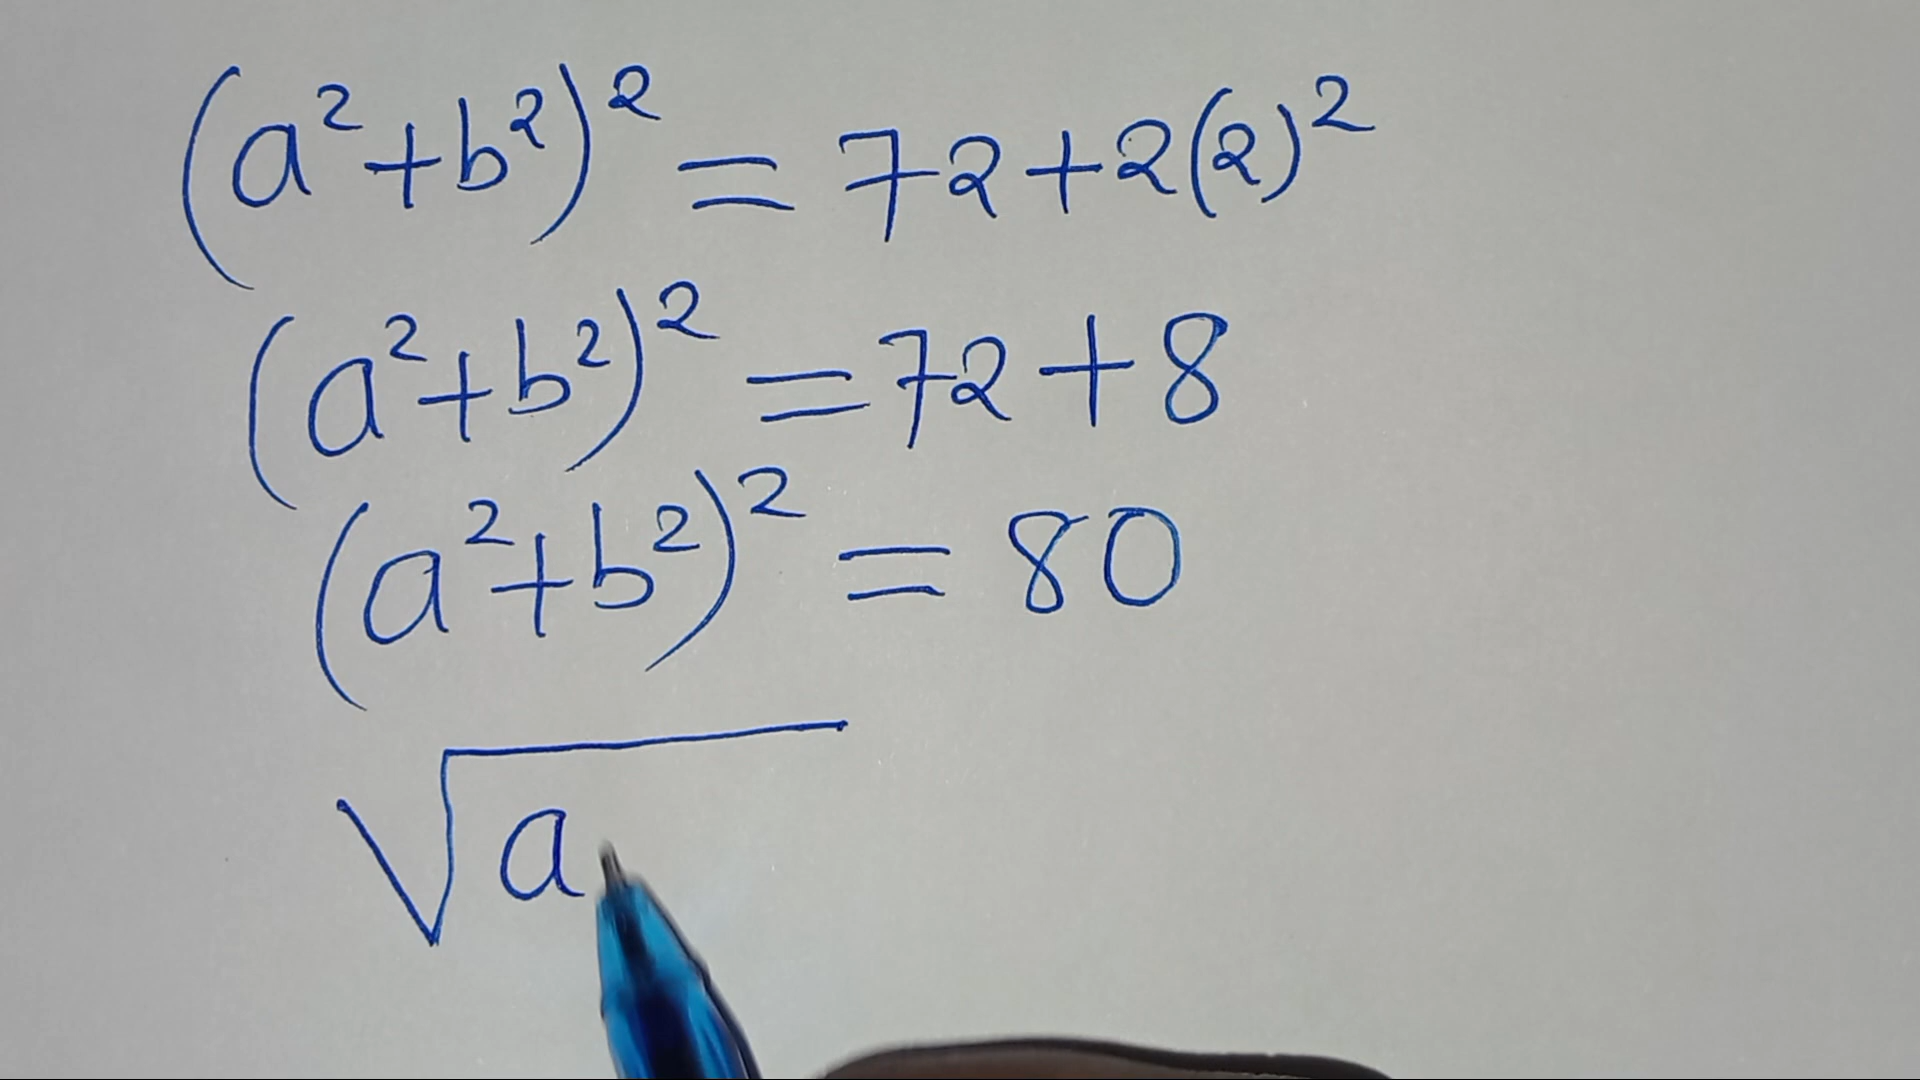 (a²+b²)² = 72+2(2)²
(a²+b²)² = 72+8
(a²+b²)² = 80
√a